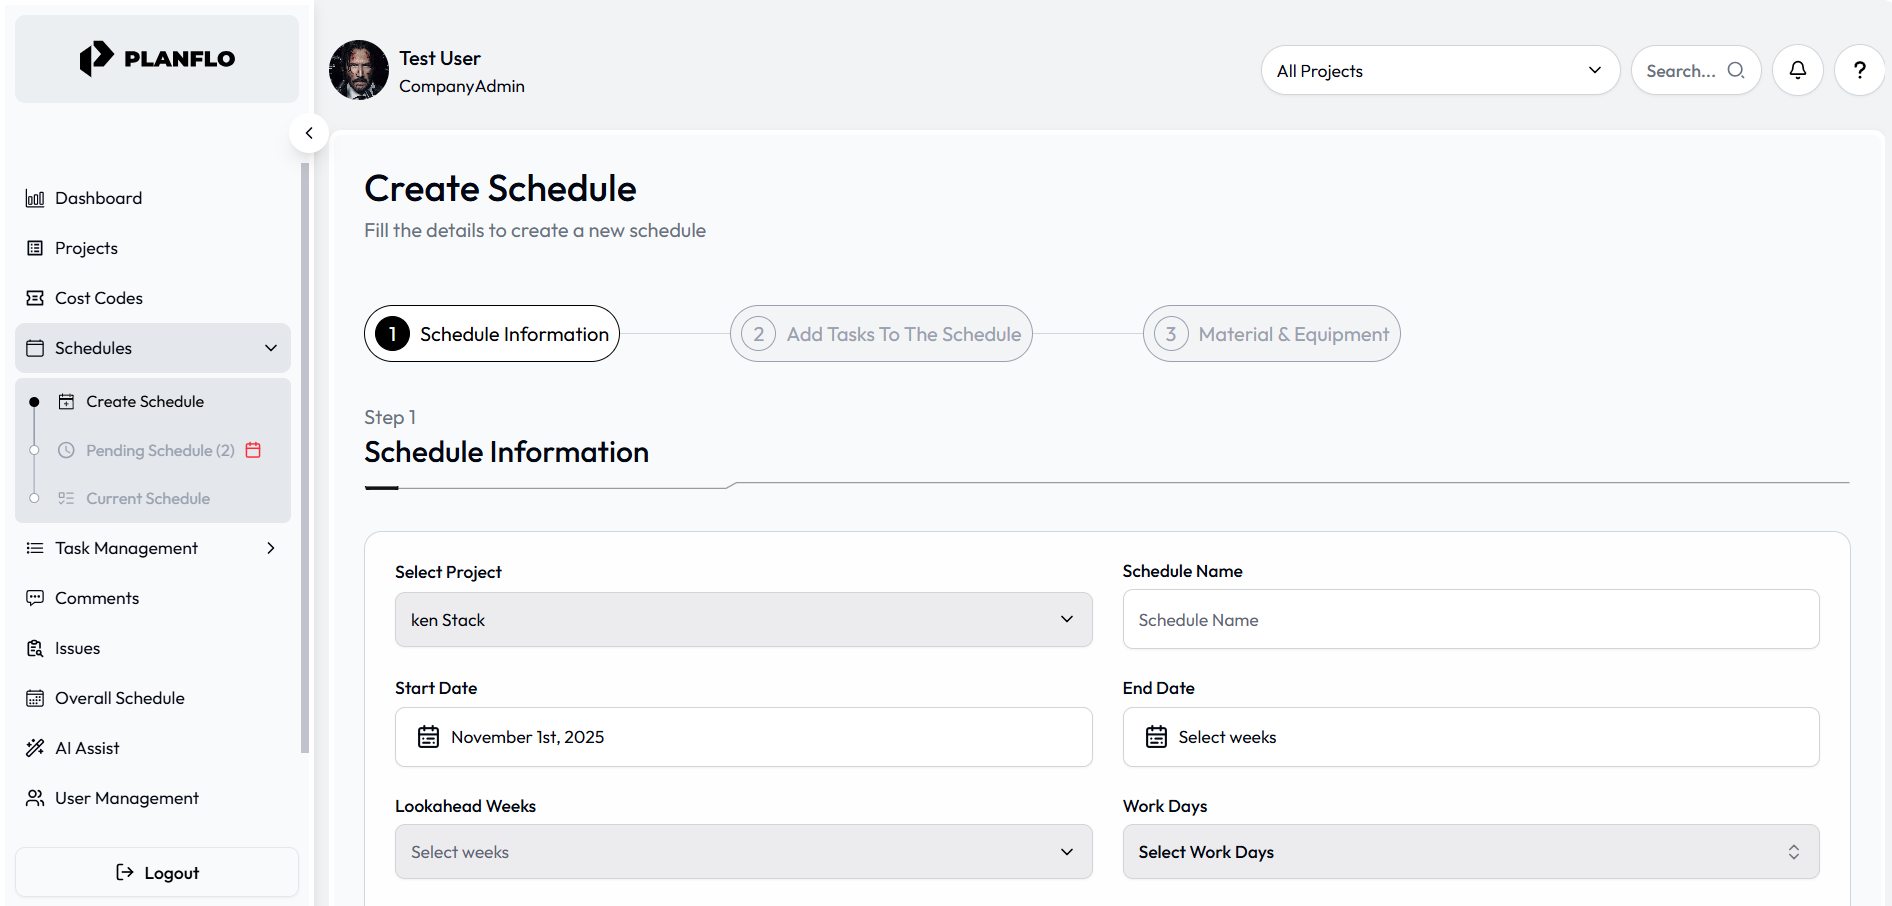 PLANFLO
Test User
CompanyAdmin
All Projects
Search...
?
Dashboard
Projects
Cost Codes
Schedules
Create Schedule
Pending Schedule (2)
Current Schedule
Task Management
Comments
Issues
Overall Schedule
AI Assist
User Management
Logout
Create Schedule
Fill the details to create a new schedule
1 Schedule Information
2 Add Tasks To The Schedule
3 Material & Equipment
Step 1
Schedule Information
Select Project
ken Stack
Schedule Name
Schedule Name
Start Date
November 1st, 2025
End Date
Select weeks
Lookahead Weeks
Select weeks
Work Days
Select Work Days